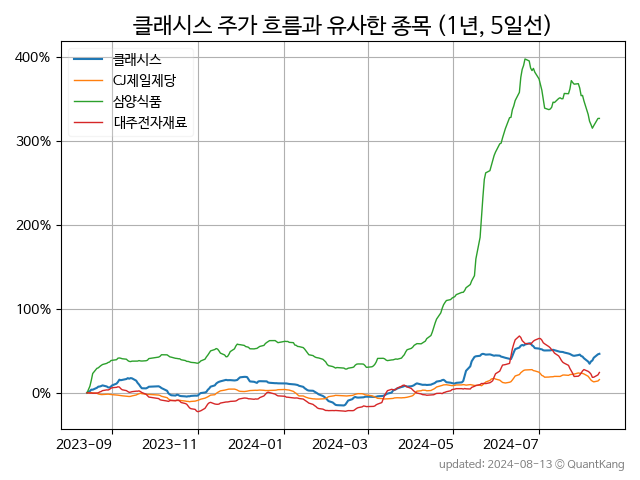 클래시스 주가 흐름과 유사한 종목 (1년, 5일선)
400%
300%
200%
100%
0%
클래시스
CJ제일제당
삼양식품
대주전자재료
2023-09 2023-11 2024-01 2024-03 2024-05 2024-07
updated: 2024-08-13 ⓒ QuantKang